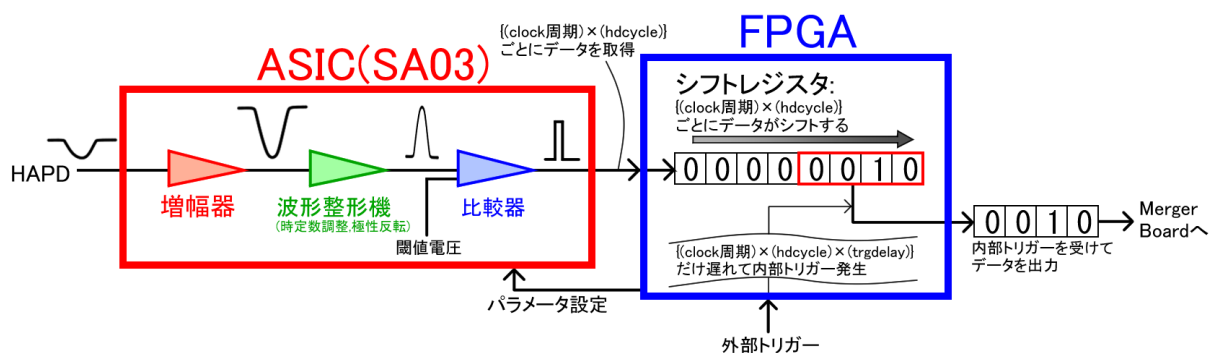 {(clock周期)×(hdcycle)}
ごとにデータを取得
FPGA
ASIC(SA03)
シフトレジスタ:
{(clock周期)×(hdcycle)}
ごとにデータがシフトする
HAPD
0 0 0 0 0 0 1 0
増幅器
波形整形機
(時定数調整,極性反転)
比較器
閾値電圧
0 0 1 0
Merger
Boardへ
内部トリガーを受けて
データを出力
{(clock周期)×(hdcycle)×(trgdelay)}
だけ遅れて内部トリガー発生
パラメータ設定
外部トリガー